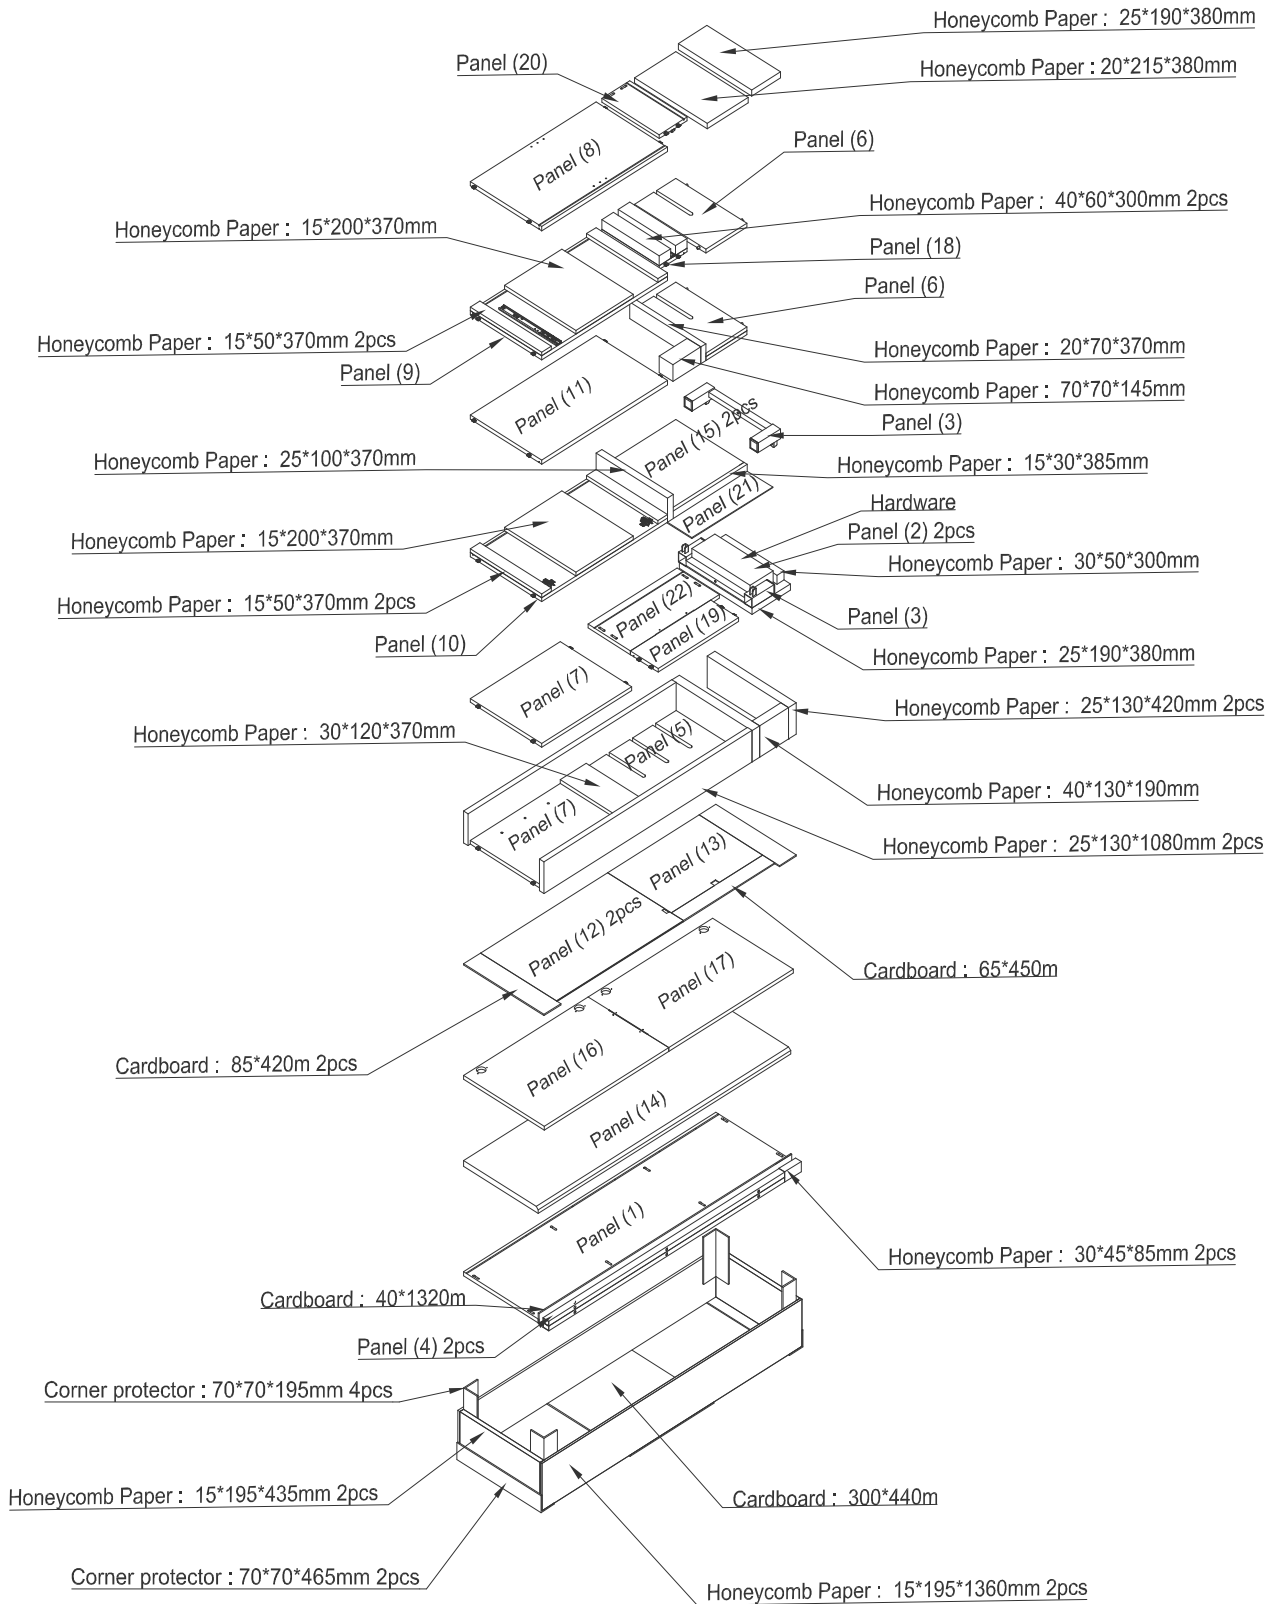 Honeycomb Paper : 25*190*380mm
Panel (20)
Honeycomb Paper : 20*215*380mm
Panel (8)
Panel (6)
Honeycomb Paper : 40*60*300mm 2pcs
Honeycomb Paper : 15*200*370mm
Panel (18)
Panel (6)
Honeycomb Paper : 15*50*370mm 2pcs
Honeycomb Paper : 20*70*370mm
Panel (9)
Honeycomb Paper : 70*70*145mm
Panel (11)
Panel (3)
Panel (15) 2pcs
Honeycomb Paper : 25*100*370mm
Honeycomb Paper : 15*30*385mm
Panel (21)
Hardware
Panel (2) 2pcs
Honeycomb Paper : 15*200*370mm
Honeycomb Paper : 30*50*300mm
Panel (22)
Honeycomb Paper : 15*50*370mm 2pcs
Panel (3)
Panel (19)
Panel (10)
Honeycomb Paper : 25*190*380mm
Panel (7)
Honeycomb Paper : 25*130*420mm 2pcs
Honeycomb Paper : 30*120*370mm
Panel (5)
Honeycomb Paper : 40*130*190mm
Panel (7)
Honeycomb Paper : 25*130*1080mm 2pcs
Panel (13)
Panel (12) 2pcs
Cardboard : 65*450m
Panel (17)
Cardboard : 85*420m 2pcs
Panel (16)
Panel (14)
Panel (1)
Honeycomb Paper : 30*45*85mm 2pcs
Cardboard : 40*1320m
Panel (4) 2pcs
Corner protector : 70*70*195mm 4pcs
Honeycomb Paper : 15*195*435mm 2pcs
Cardboard : 300*440m
Corner protector : 70*70*465mm 2pcs
Honeycomb Paper : 15*195*1360mm 2pcs